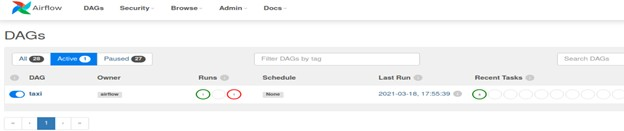 Airflow DAGs Security Browse Admin Docs
DAGs
All 28 Active 1 Paused 27 Filter DAGs by tag Search DAGs
DAG Owner Runs Schedule Last Run Recent Tasks
taxi airflow None 2021-03-18, 17:55:39
« ‹ 1 › »